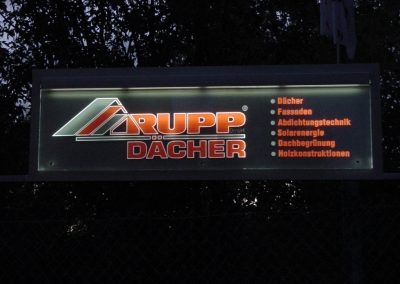 RUPP®
DÄCHER
• Dächer
• Fassaden
• Abdichtungstechnik
• Solarenergie
• Dachbegrünung
• Holzkonstruktionen